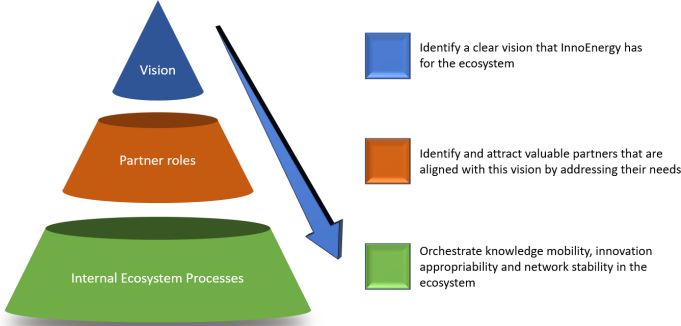 Vision
Identify a clear vision that InnoEnergy has
for the ecosystem
Partner roles
Identify and attract valuable partners that are
aligned with this vision by addressing their needs
Internal Ecosystem Processes
Orchestrate knowledge mobility, innovation
appropriability and network stability in the
ecosystem